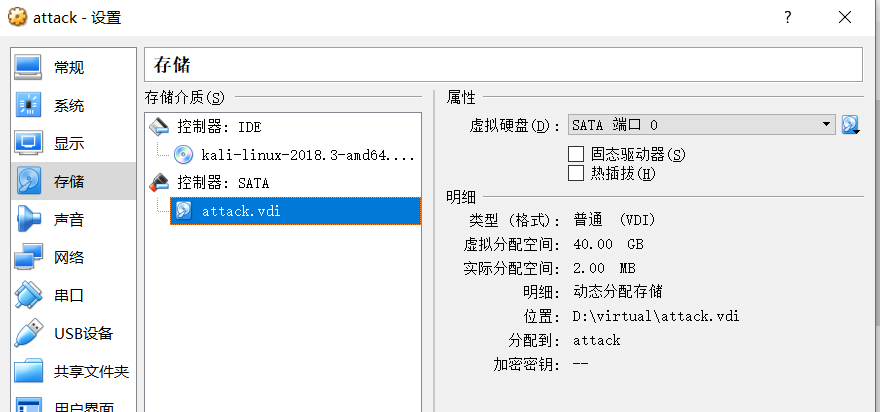 attack - 设置
?
常规
系统
显示
存储
声音
网络
串口
USB设备
共享文件夹
用户界面
存储
存储介质(S)
控制器: IDE
kali-linux-2018.3-amd64....
控制器: SATA
attack.vdi
属性
虚拟硬盘(D): SATA 端口 0
固态驱动器(S)
热插拔(H)
明细
类型 (格式): 普通 (VDI)
虚拟分配空间: 40.00 GB
实际分配空间: 2.00 MB
明细: 动态分配存储
位置: D:\virtual\attack.vdi
分配到: attack
加密密钥: --